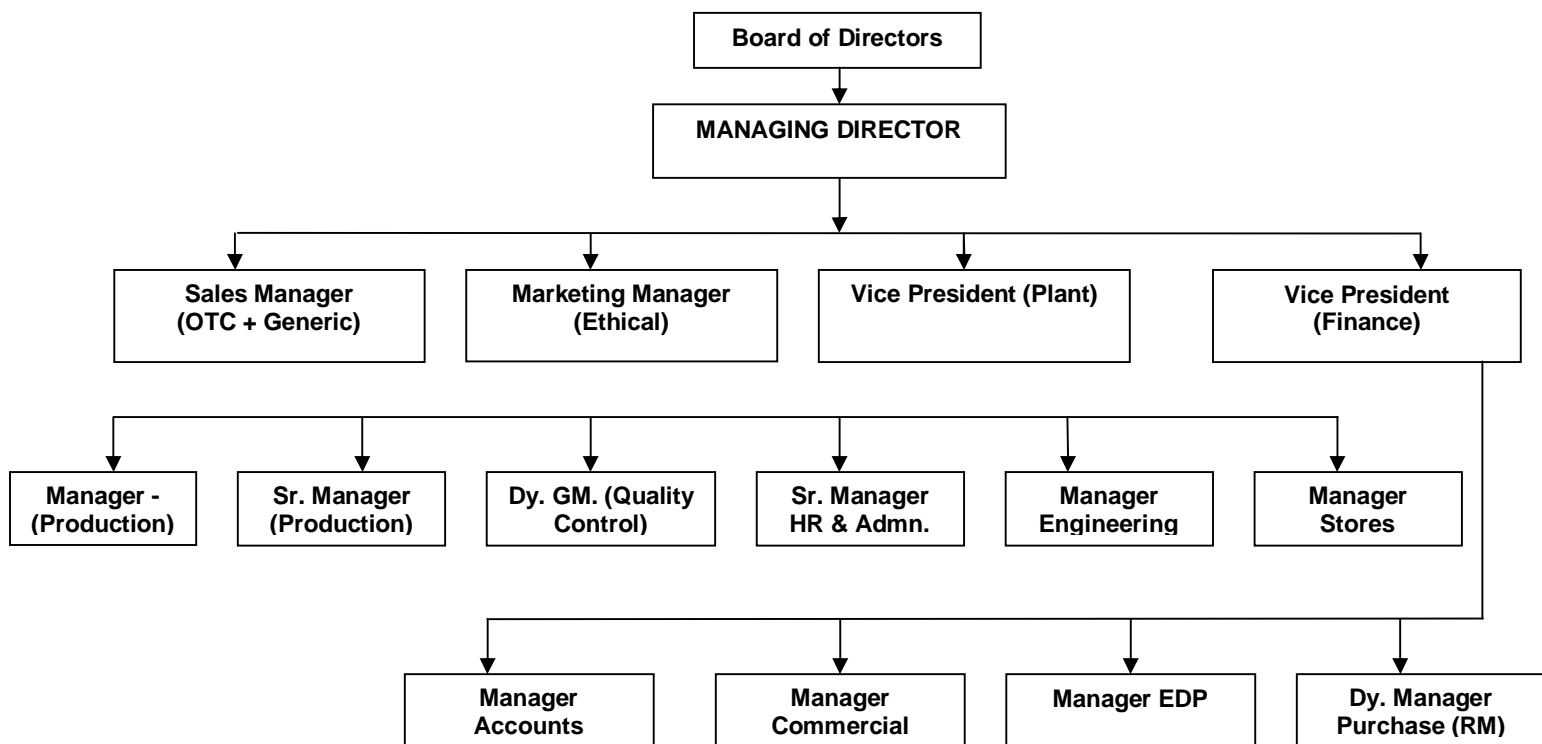 Board of Directors
MANAGING DIRECTOR
Sales Manager
(OTC + Generic)
Marketing Manager
(Ethical)
Vice President (Plant)
Vice President
(Finance)
Manager -
(Production)
Sr. Manager
(Production)
Dy. GM. (Quality
Control)
Sr. Manager
HR & Admn.
Manager
Engineering
Manager
Stores
Manager
Accounts
Manager
Commercial
Manager EDP
Dy. Manager
Purchase (RM)